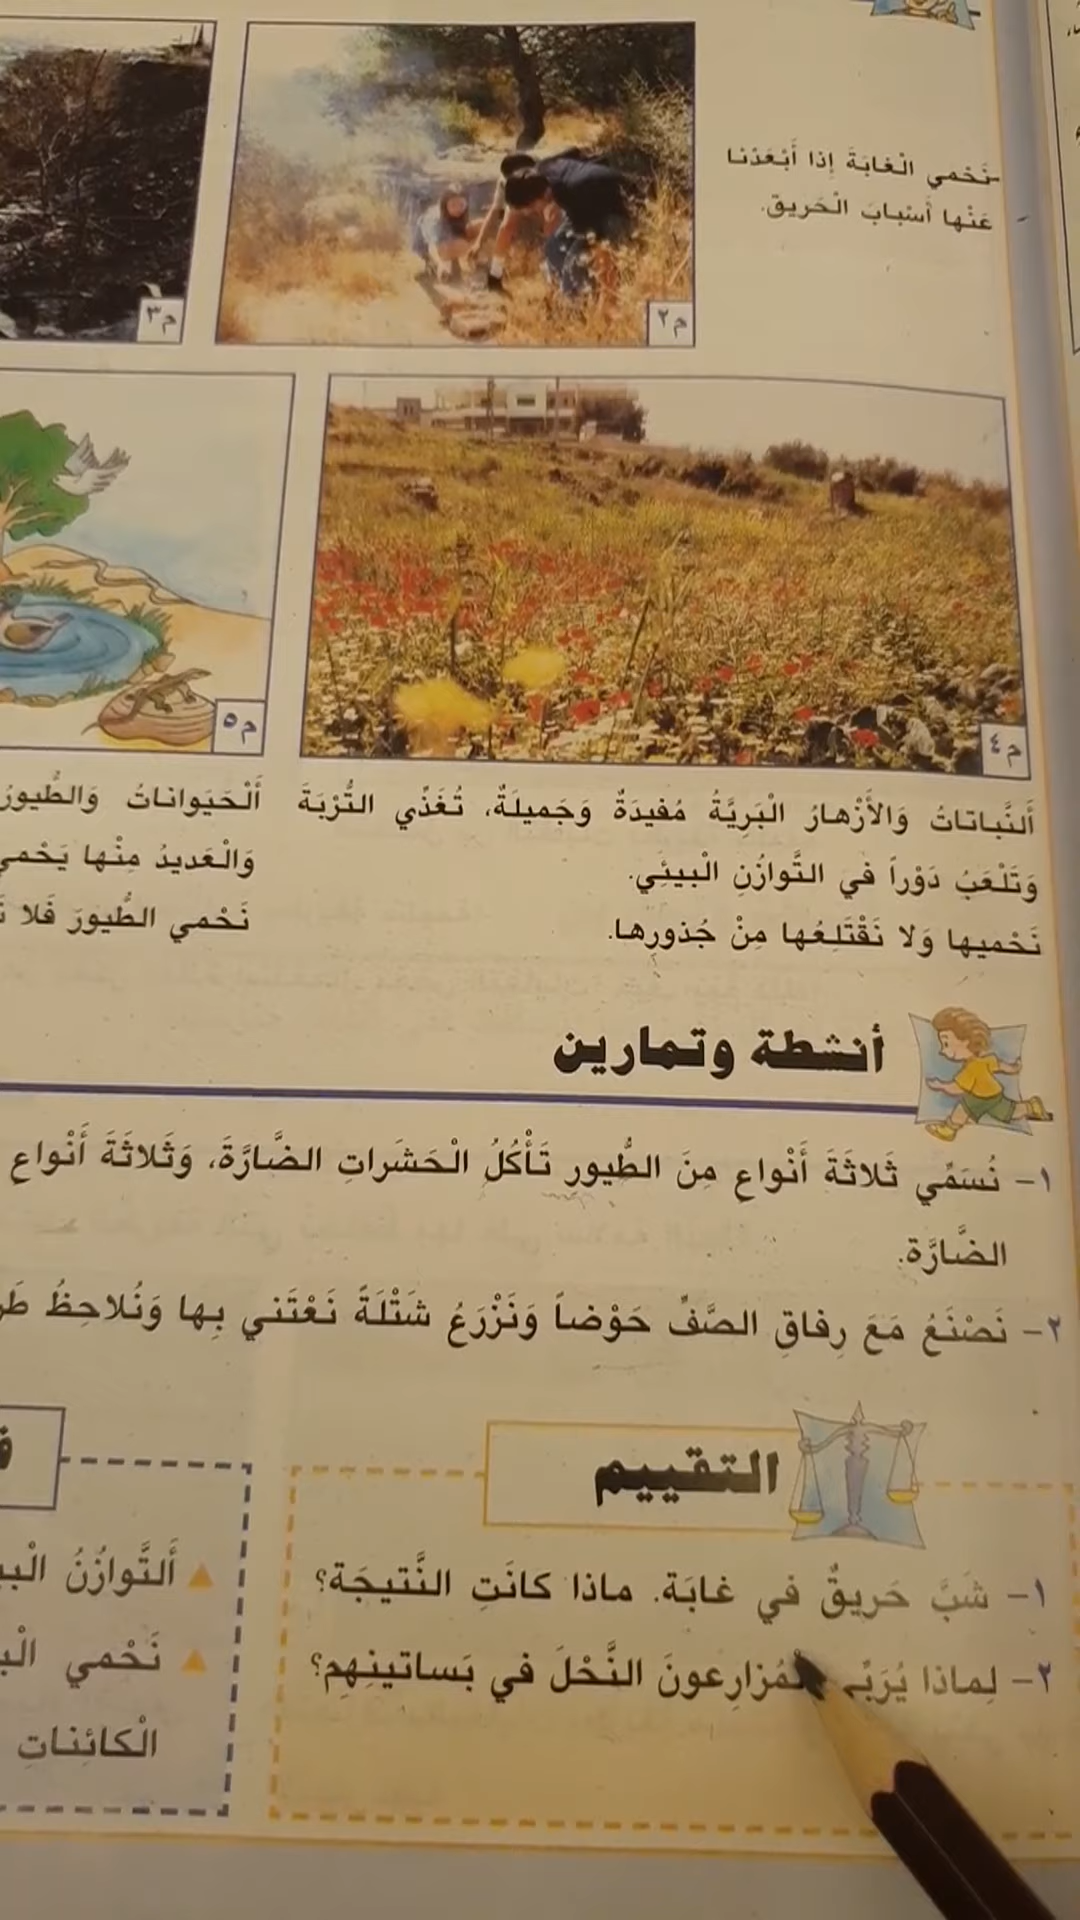 نَحْمي الْغابَةَ إذا أَبْعَدْنا
عَنْها أَسْبابَ الْحَريق.
م٢
م٣
م٤
م٥
أَلنَّباتاتُ وَالأَزْهارُ الْبَرِيَّةُ مُفيدَةٌ وَجَميلَةٌ، تُغَذِّي التُّرْبَةَ
وَتَلْعَبُ دَوْراً في التَّوازُنِ الْبيئِي.
نَحْميها وَلا نَقْتَلِعُها مِنْ جُذورِها.
أَلْحَيَواناتُ وَالطُّيورُ
وَالْعَديدُ مِنْها يَحْمي
نَحْمي الطُّيورَ فَلا
أنشطة وتمارين
١- نُسَمِّي ثَلاثَةَ أَنْواعٍ مِنَ الطُّيورِ تَأْكُلُ الْحَشَراتِ الضَّارَّةَ، وَثَلاثَةَ أَنْواعٍ
الضَّارَّة.
٢- نَصْنَعُ مَعَ رِفاقِ الصَّفِّ حَوْضاً وَنَزْرَعُ شَتْلَةً نَعْتَني بِها وَنُلاحِظُ
التقييم
١- شَبَّ حَريقٌ في غابَة. ماذا كانَتِ النَّتيجَة؟
٢- لِماذا يُرَبِّي الْمُزارِعونَ النَّحْلَ في بَساتينِهِم؟
أَلتَّوازُنُ
نَحْمي
الْكائِناتِ